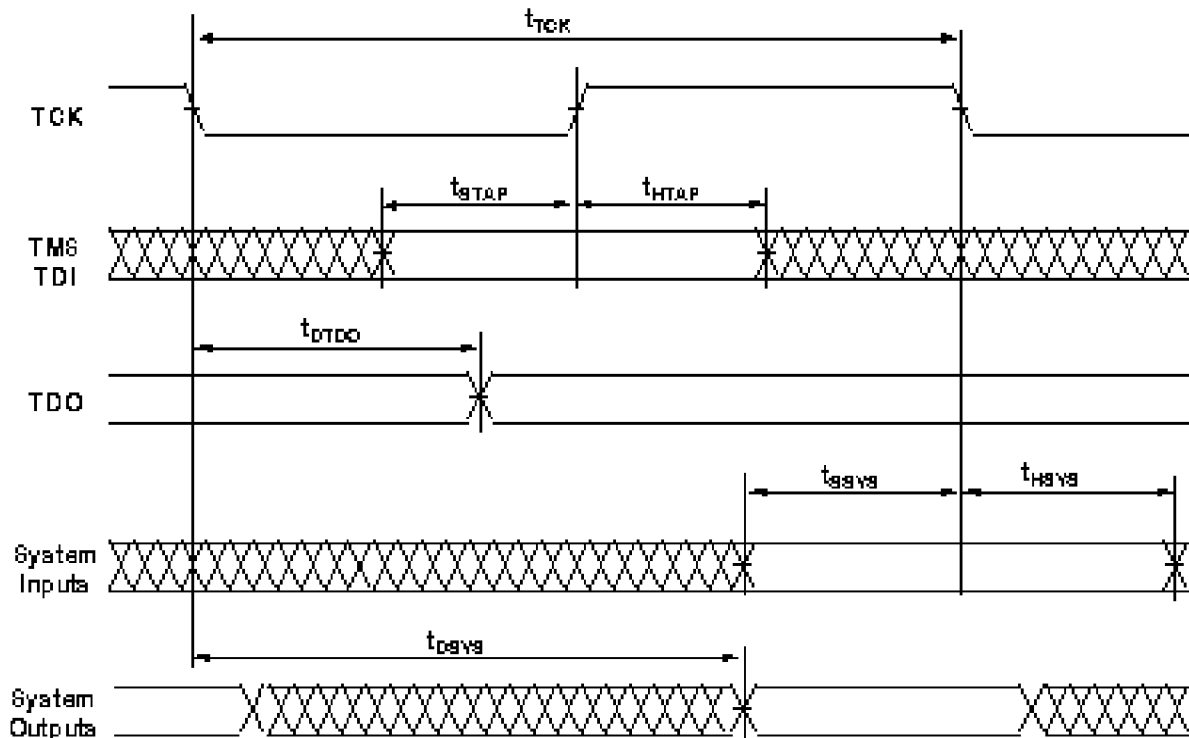 tTCK
TCK
tSTAP
tHTAP
TMS
TDI
tDTDO
TDO
tSSYS
tHSYS
System
Inputs
tDSYS
System
Outputs